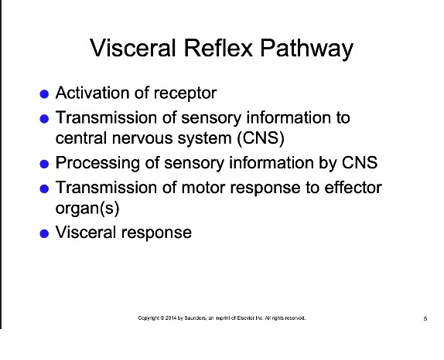 Visceral Reflex Pathway
Activation of receptor
Transmission of sensory information to
central nervous system (CNS)
Processing of sensory information by CNS
Transmission of motor response to effector
organ(s)
Visceral response
Copyright © 2014 by Saunders, an imprint of Elsevier Inc. All rights reserved.
5